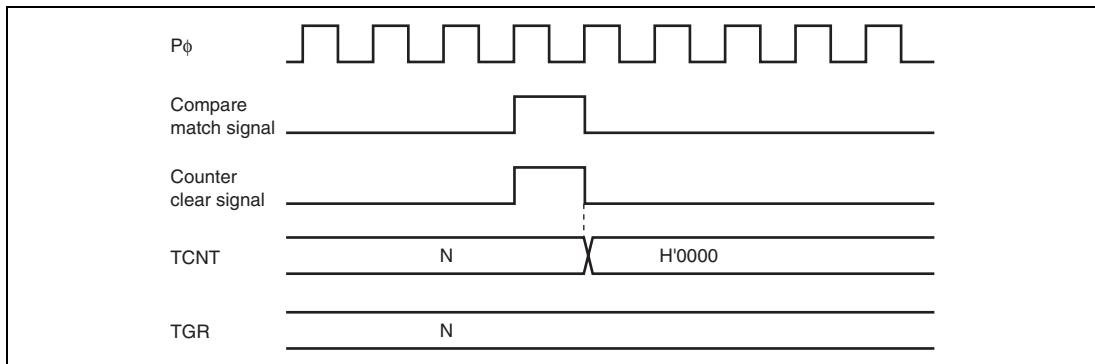 Pϕ
Compare
match signal
Counter
clear signal
TCNT
N
H'0000
TGR
N